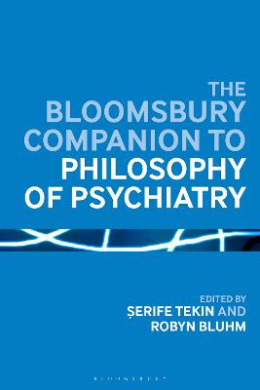 THE
BLOOMSBURY
COMPANION TO
PHILOSOPHY
OF PSYCHIATRY
EDITED BY
ŞERIFE TEKIN AND
ROBYN BLUHM
BLOOMSBURY